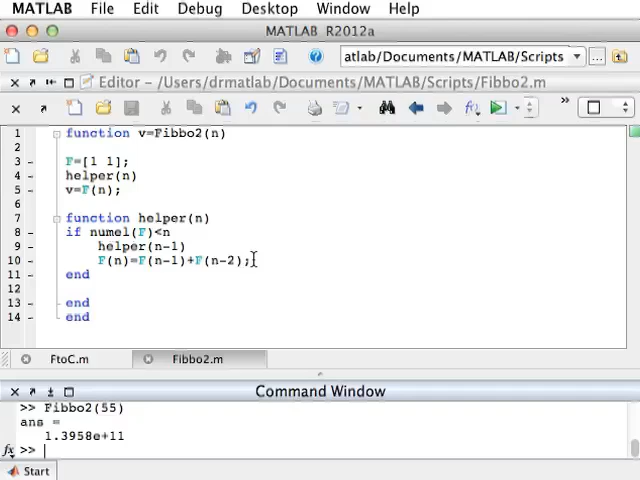 MATLAB File Edit Debug Desktop Window Help
MATLAB R2012a
atlab/Documents/MATLAB/Scripts
Editor - /Users/drmatlab/Documents/MATLAB/Scripts/Fibbo2.m
1 function v=Fibbo2(n)
2
3 - F=[1 1];
4 - helper(n)
5 - v=F(n);
6
7 function helper(n)
8 - if numel(F)<n
9 - helper(n-1)
10 - F(n)=F(n-1)+F(n-2);
11 - end
12
13 - end
14 - end
FtoC.m Fibbo2.m
Command Window
>> Fibbo2(55)
ans =
1.3958e+11
fx >>
Start